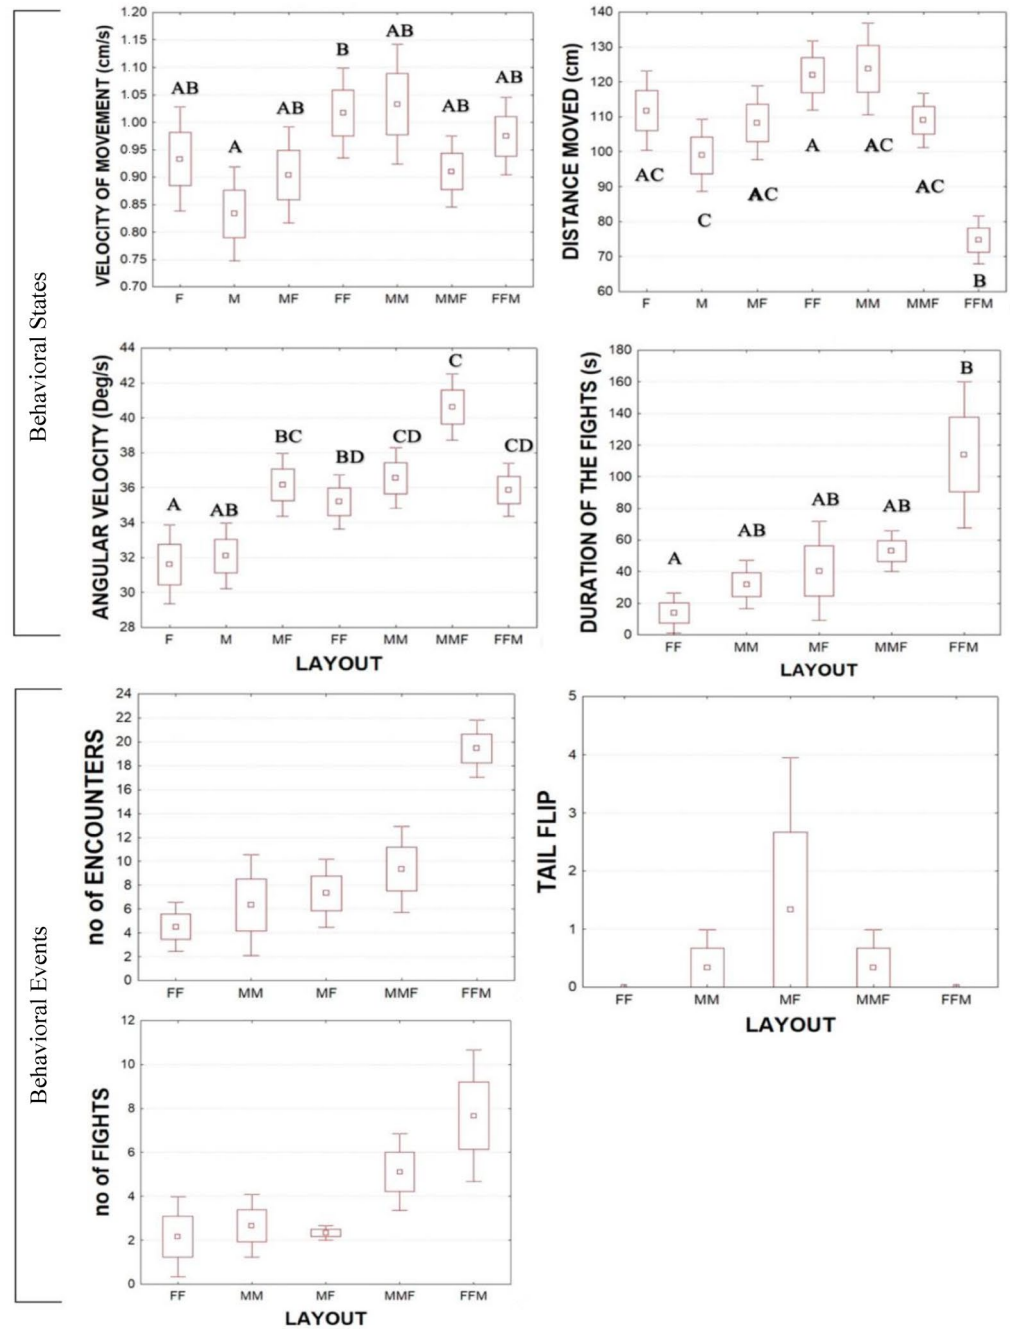 Behavioral States
VELOCITY OF MOVEMENT (cm/s)
1.20
1.15
1.10
1.05
1.00
0.95
0.90
0.85
0.80
0.75
0.70
AB
A
AB
B
AB
AB
AB
F M MF FF MM MMF FFM
DISTANCE MOVED (cm)
140
130
120
110
100
90
80
70
60
AC
C
AC
A
AC
AC
B
F M MF FF MM MMF FFM
ANGULAR VELOCITY (Deg/s)
44
42
40
38
36
34
32
30
28
A
AB
BC
BD
CD
C
CD
F M MF FF MM MMF FFM
LAYOUT
DURATION OF THE FIGHTS (s)
180
160
140
120
100
80
60
40
20
0
A
AB
AB
AB
B
FF MM MF MMF FFM
LAYOUT
Behavioral Events
no of ENCOUNTERS
24
22
20
18
16
14
12
10
8
6
4
2
0
FF MM MF MMF FFM
TAIL FLIP
5
4
3
2
1
0
FF MM MF MMF FFM
LAYOUT
no of FIGHTS
12
10
8
6
4
2
0
FF MM MF MMF FFM
LAYOUT